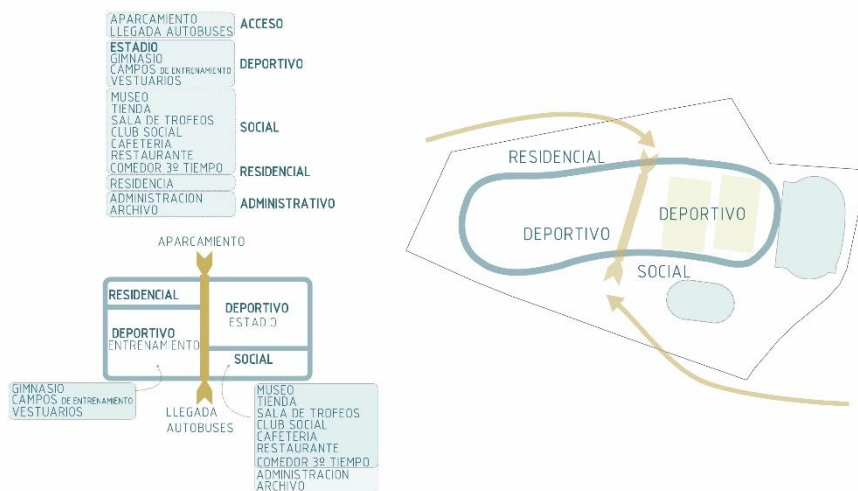 APARCAMIENTO
LLEGADA AUTOBUSES
ACCESO
ESTADIO
GIMNASIO
CAMPOS DE ENTRENAMIENTO
VESTUARIOS
DEPORTIVO
MUSEO
TIENDA
SALA DE TROFEOS
CLUB SOCIAL
CAFETERIA
RESTAURANTE
COMEDOR 3º TIEMPO
SOCIAL
RESIDENCIA
RESIDENCIAL
ADMINISTRACION
ARCHIVO
ADMINISTRATIVO
APARCAMIENTO
RESIDENCIAL
DEPORTIVO
ESTADIO
DEPORTIVO
ENTRENAMIENTO
SOCIAL
GIMNASIO
CAMPOS DE ENTRENAMIENTO
VESTUARIOS
LLEGADA
AUTOBUSES
MUSEO
TIENDA
SALA DE TROFEOS
CLUB SOCIAL
CAFETERIA
RESTAURANTE
COMEDOR 3º TIEMPO
ADMINISTRACION
ARCHIVO
RESIDENCIAL
DEPORTIVO
DEPORTIVO
SOCIAL